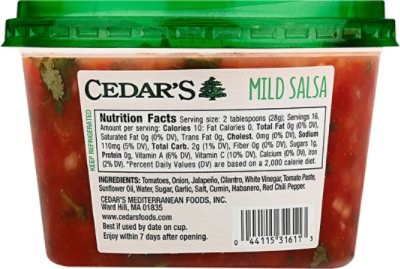 CEDAR'S
MILD SALSA
KEEP REFRIGERATED
Nutrition Facts Serving size: 2 tablespoons (28g); Servings 16,
Amount per serving: Calories 10: Fat Calories 0, Total Fat 0g (0% DV),
Saturated Fat 0g (0% DV), Trans Fat 0g, Cholest. 0mg (0% DV), Sodium
110mg (5% DV), Total Carb. 2g (1% DV), Fiber 0g (0% DV), Sugars 1g,
Protein 0g, Vitamin A (6% DV), Vitamin C (10% DV), Calcium (0% DV), Iron
(2% DV). *Percent Daily Values (DV) are based on a 2,000 calorie diet.
INGREDIENTS: Tomatoes, Onion, Jalapeño, Cilantro, White Vinegar, Tomato Paste,
Sunflower Oil, Water, Sugar, Garlic, Salt, Cumin, Habanero, Red Chili Pepper.
CEDAR'S MEDITERRANEAN FOODS, INC.
Ward Hill, MA 01835
www.cedarsfoods.com
Best if used by date on cup.
Enjoy within 7 days after opening.
0 44115 31611 3